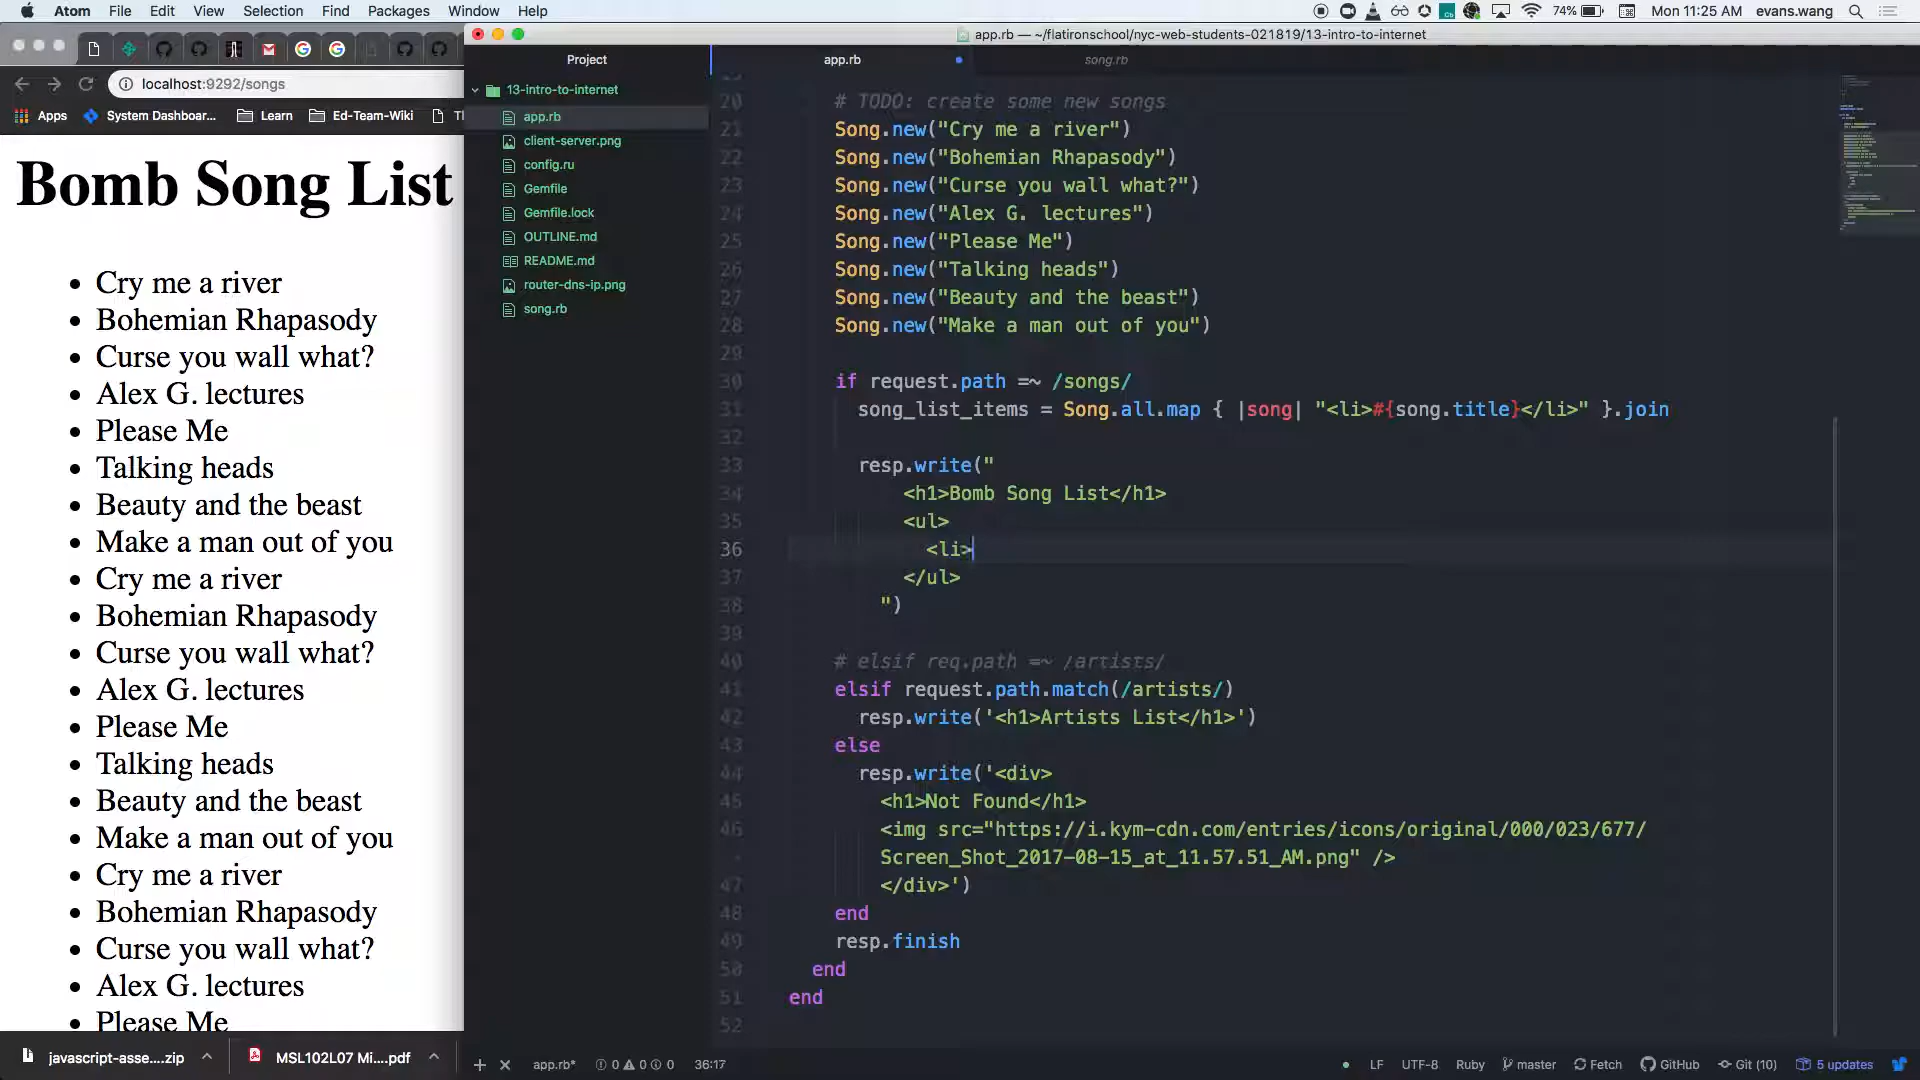 Atom File Edit View Selection Find Packages Window Help 74% Mon 11:25 AM evans.wang
localhost:9292/songs
Apps System Dashboar... Learn Ed-Team-Wiki
Bomb Song List
Cry me a river
Bohemian Rhapasody
Curse you wall what?
Alex G. lectures
Please Me
Talking heads
Beauty and the beast
Make a man out of you
Cry me a river
Bohemian Rhapasody
Curse you wall what?
Alex G. lectures
Please Me
Talking heads
Beauty and the beast
Make a man out of you
Cry me a river
Bohemian Rhapasody
Curse you wall what?
Alex G. lectures
Please Me
javascript-asse....zip MSL102L07 Mi....pdf
app.rb — ~/flatironschool/nyc-web-students-021819/13-intro-to-internet
Project
13-intro-to-internet
app.rb
client-server.png
config.ru
Gemfile
Gemfile.lock
OUTLINE.md
README.md
router-dns-ip.png
song.rb
app.rb song.rb
20 # TODO: create some new songs
21 Song.new("Cry me a river")
22 Song.new("Bohemian Rhapasody")
23 Song.new("Curse you wall what?")
24 Song.new("Alex G. lectures")
25 Song.new("Please Me")
26 Song.new("Talking heads")
27 Song.new("Beauty and the beast")
28 Song.new("Make a man out of you")
29
30 if request.path =~ /songs/
31 song_list_items = Song.all.map { |song| "<li>#{song.title}</li>" }.join
32
33 resp.write("
34 <h1>Bomb Song List</h1>
35 <ul>
36 <li>
37 </ul>
38 ")
39
40 # elsif req.path =~ /artists/
41 elsif request.path.match(/artists/)
42 resp.write('<h1>Artists List</h1>')
43 else
44 resp.write('<div>
45 <h1>Not Found</h1>
46 <img src="https://i.kym-cdn.com/entries/icons/original/000/023/677/
Screen_Shot_2017-08-15_at_11.57.51_AM.png" />
47 </div>')
48 end
49 resp.finish
50 end
51 end
52
app.rb* 0 0 0 36:17 LF UTF-8 Ruby master Fetch GitHub Git (10) 5 updates